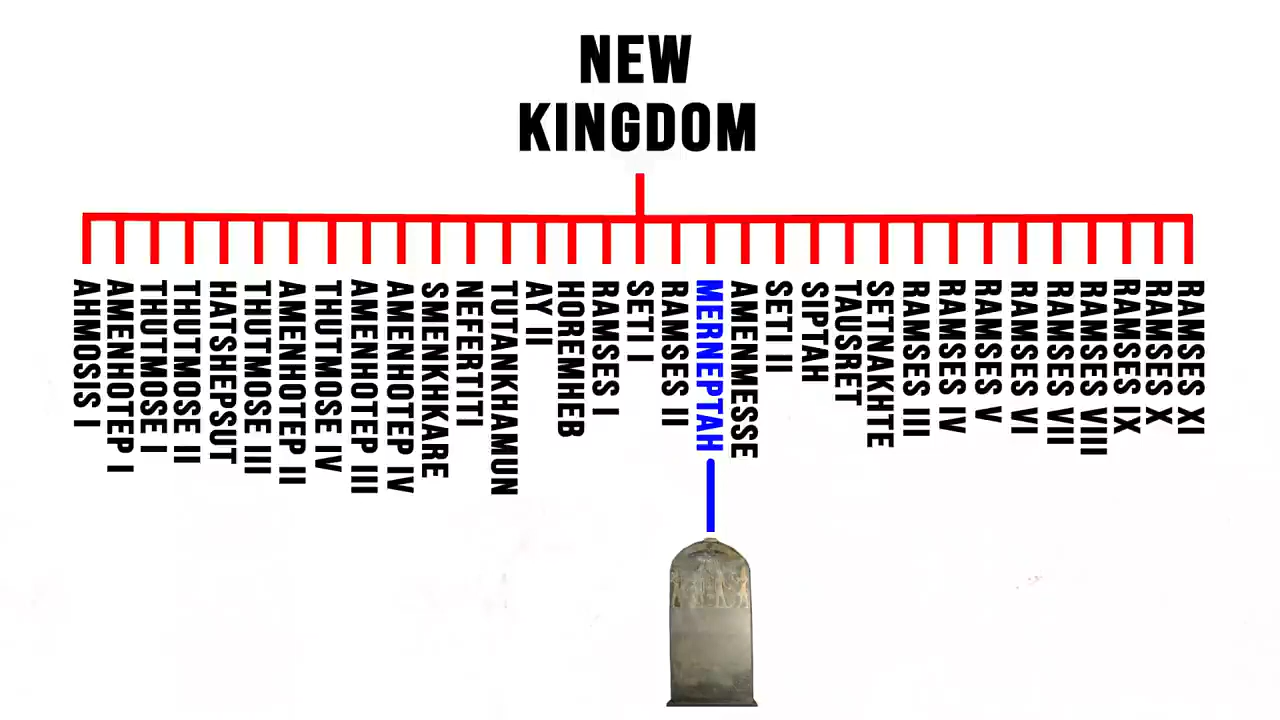 NEW
KINGDOM
AHMOSIS I
AMENHOTEP I
THUTMOSE I
THUTMOSE II
HATSHEPSUT
THUTMOSE III
AMENHOTEP II
THUTMOSE IV
AMENHOTEP III
AMENHOTEP IV
SMENKHKARE
NEFERTITI
TUTANKHAMUN
AY II
HOREMHEB
RAMSES I
SETI I
RAMSES II
MERNEPTAH
AMENMESSE
SETI II
SIPTAH
TAUSRET
SETNAKHTE
RAMSES III
RAMSES IV
RAMSES V
RAMSES VI
RAMSES VII
RAMSES VIII
RAMSES IX
RAMSES X
RAMSES XI